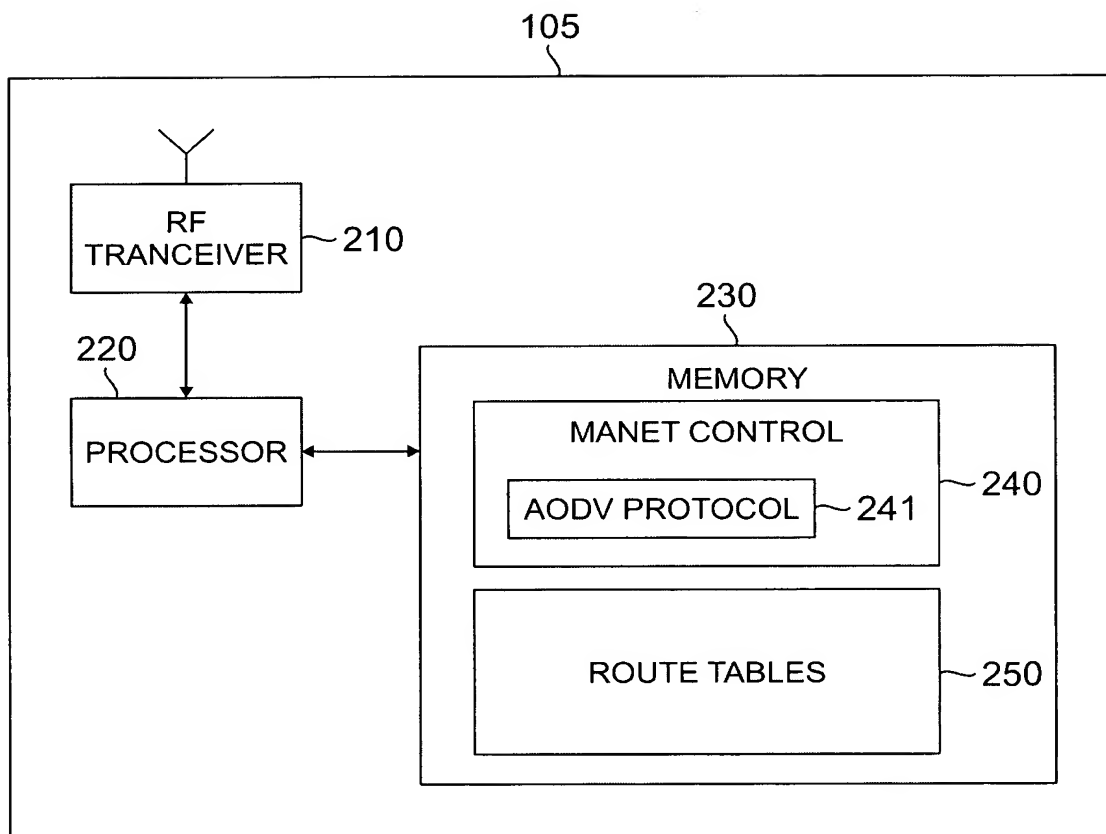 105
RF
TRANCEIVER
210
220
PROCESSOR
230
MEMORY
MANET CONTROL
240
AODV PROTOCOL
241
ROUTE TABLES
250